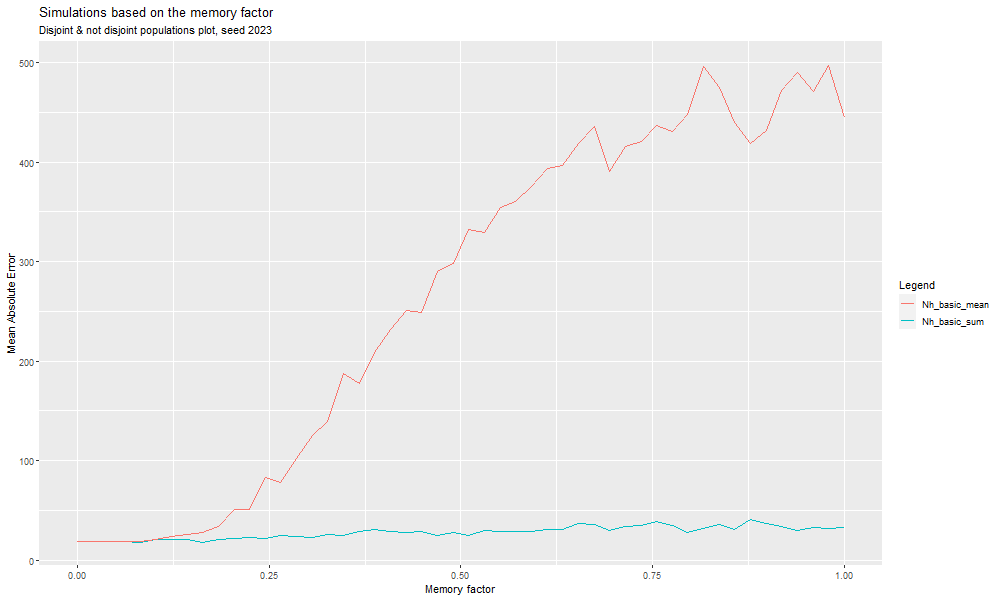 Simulations based on the memory factor
Disjoint & not disjoint populations plot, seed 2023
500
400
300
200
100
0
Mean Absolute Error
0.00
0.25
0.50
0.75
1.00
Memory factor
Legend
Nh_basic_mean
Nh_basic_sum